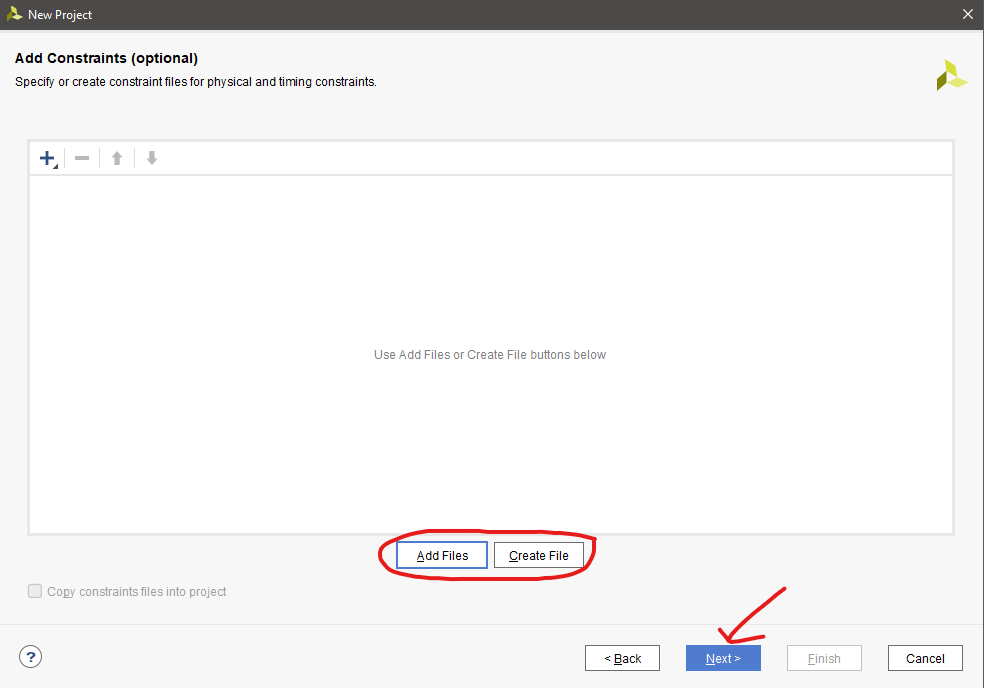 New Project
Add Constraints (optional)
Specify or create constraint files for physical and timing constraints.
Use Add Files or Create File buttons below
Add Files Create File
Copy constraints files into project
? < Back Next > Finish Cancel